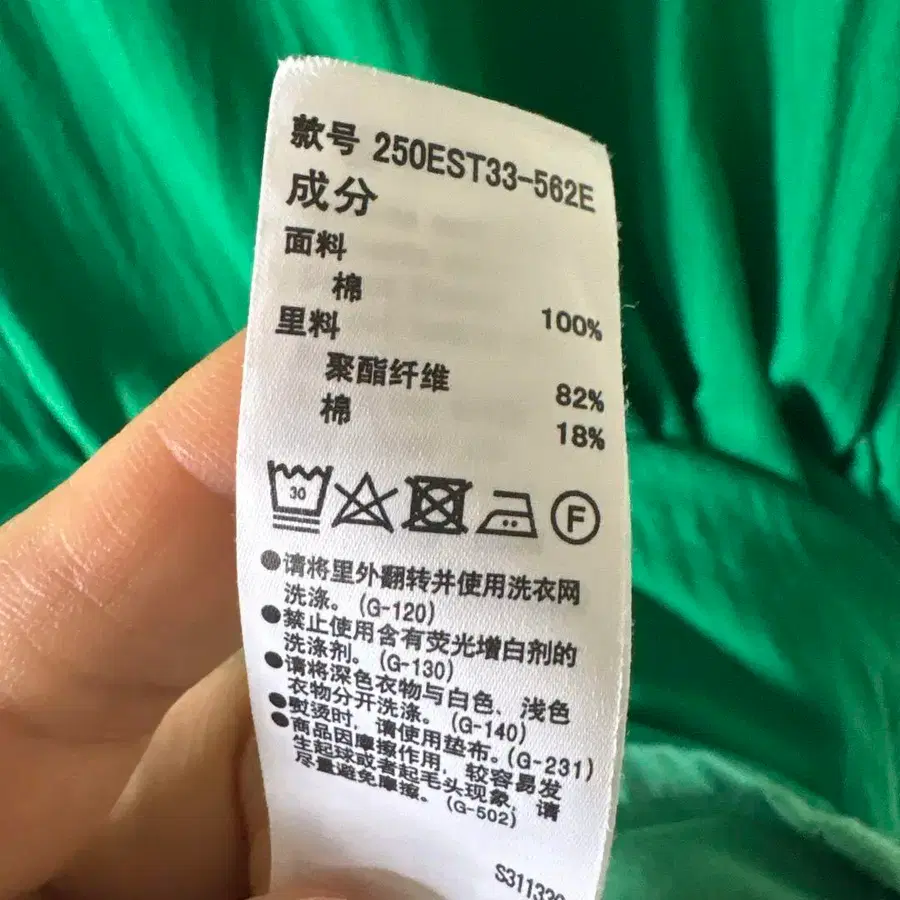 款号 250EST33-562E
成分
面料
棉 100%
里料
聚酯纤维 82%
棉 18%
30
F
●请将里外翻转并使用洗衣网
洗涤。(G-120)
●禁止使用含有荧光增白剂的
洗涤剂。(G-130)
●请将深色衣物与白色、浅色
衣物分开洗涤。(G-140)
●熨烫时，请使用垫布。(G-231)
●商品因摩擦作用，较容易发
生起球或者起毛头现象，请
尽量避免摩擦。(G-502)